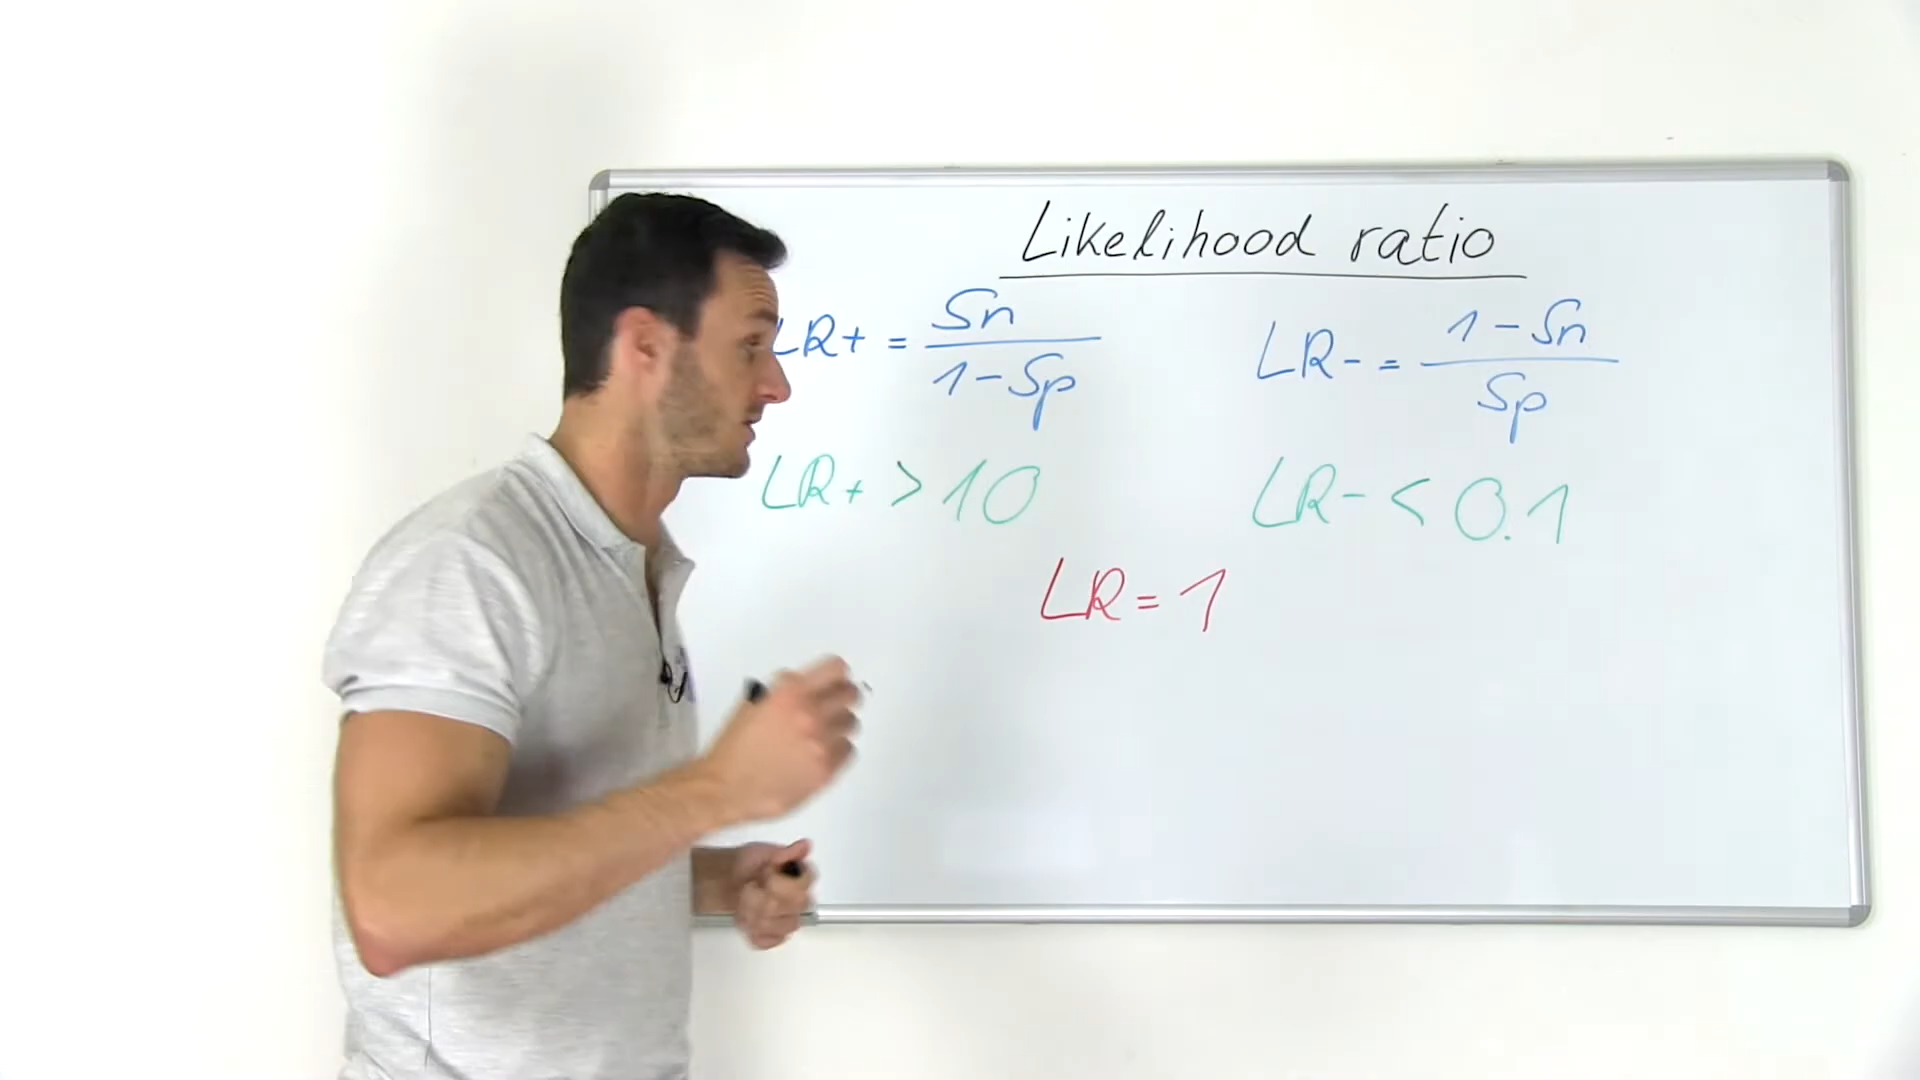 Likelihood ratio
LR+ = Sn / 1 - Sp
LR- = 1 - Sn / Sp
LR+ > 10
LR- < 0.1
LR = 1